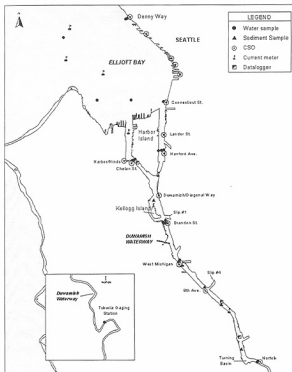 Denny Way
SEATTLE
ELLIOTT BAY
LEGEND
Water sample
Sediment Sample
CSO
Current meter
Datalogger
Connecticut St.
Harbor
Island
Lander St.
Hanford Ave.
Harbor/Hinds
Chelan St.
Duwamish/Diagonal Way
Kellogg Island
Slip #1
Brandon St.
DUWAMISH
WATERWAY
West Michigan
Slip #4
8th Ave.
Turning
Basin
Norfolk
Duwamish
Waterway
Tukwila Gaging
Station